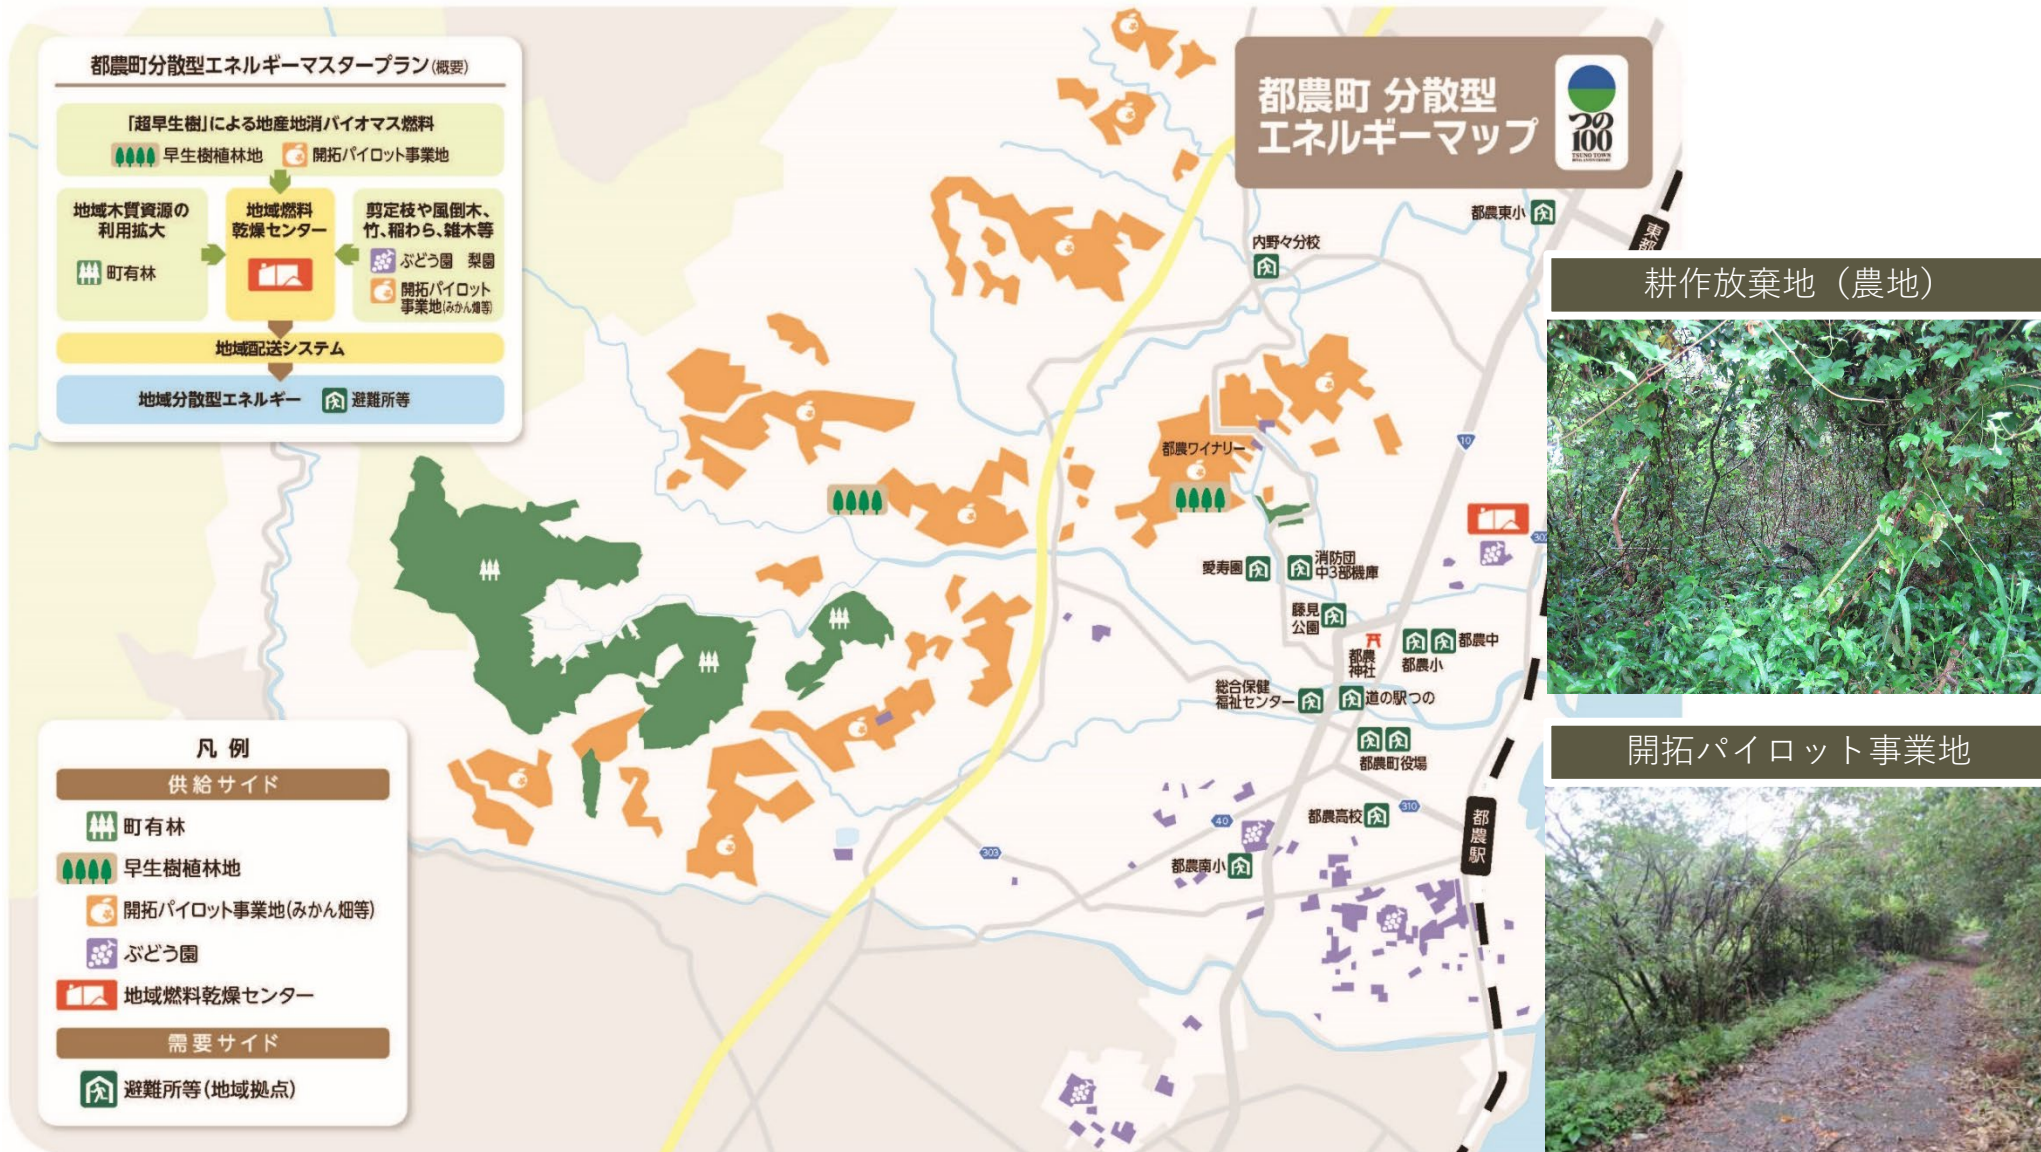 都農町分散型エネルギーマスタープラン(概要)
「超早生樹」による地産地消バイオマス燃料
早生樹植林地
開拓パイロット事業地
地域木質資源の
利用拡大
町有林
地域燃料
乾燥センター
剪定枝や風倒木、
竹、稲わら、雑木等
ぶどう園 梨園
開拓パイロット
事業地(みかん畑等)
地域配送システム
地域分散型エネルギー 避難所等
都農町 分散型
エネルギーマップ
つの
100
TSUNO TOWN
都農東小
東都
内野々分校
都農ワイナリー
10
302
愛寿園
消防団
中3部機庫
藤見
公園
都農
神社
都農小
都農中
総合保健
福祉センター
道の駅つの
都農町役場
都農高校
310
40
303
都農南小
都農駅
凡例
供給サイド
町有林
早生樹植林地
開拓パイロット事業地(みかん畑等)
ぶどう園
地域燃料乾燥センター
需要サイド
避難所等(地域拠点)
耕作放棄地（農地）
開拓パイロット事業地